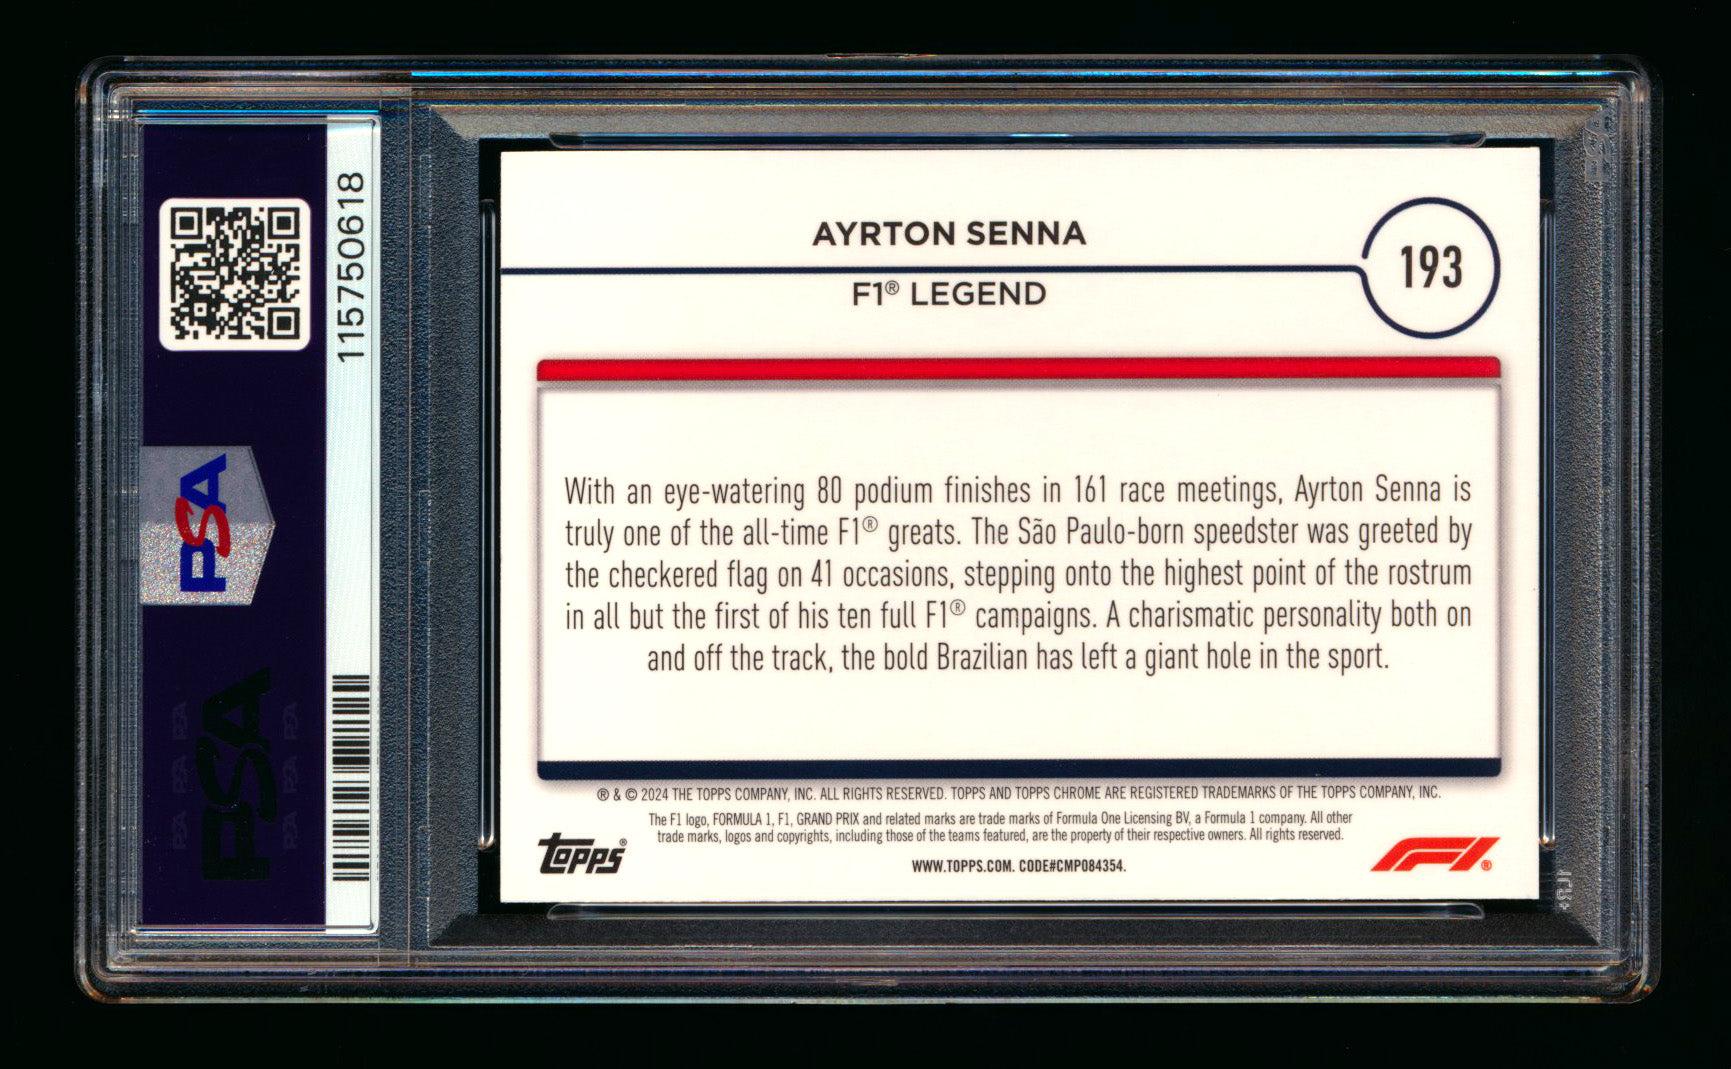 115750618
PSA
PSA
AYRTON SENNA
F1® LEGEND
193
With an eye-watering 80 podium finishes in 161 race meetings, Ayrton Senna is
truly one of the all-time F1® greats. The São Paulo-born speedster was greeted by
the checkered flag on 41 occasions, stepping onto the highest point of the rostrum
in all but the first of his ten full F1® campaigns. A charismatic personality both on
and off the track, the bold Brazilian has left a giant hole in the sport.
® & © 2024 THE TOPPS COMPANY, INC. ALL RIGHTS RESERVED. TOPPS AND TOPPS CHROME ARE REGISTERED TRADEMARKS OF THE TOPPS COMPANY, INC.
The F1 logo, FORMULA 1, F1, GRAND PRIX and related marks are trade marks of Formula One Licensing BV, a Formula 1 company. All other
trade marks, logos and copyrights, including those of the teams featured, are the property of their respective owners. All rights reserved.
topps®
WWW.TOPPS.COM. CODE#CMP084354.
F1®